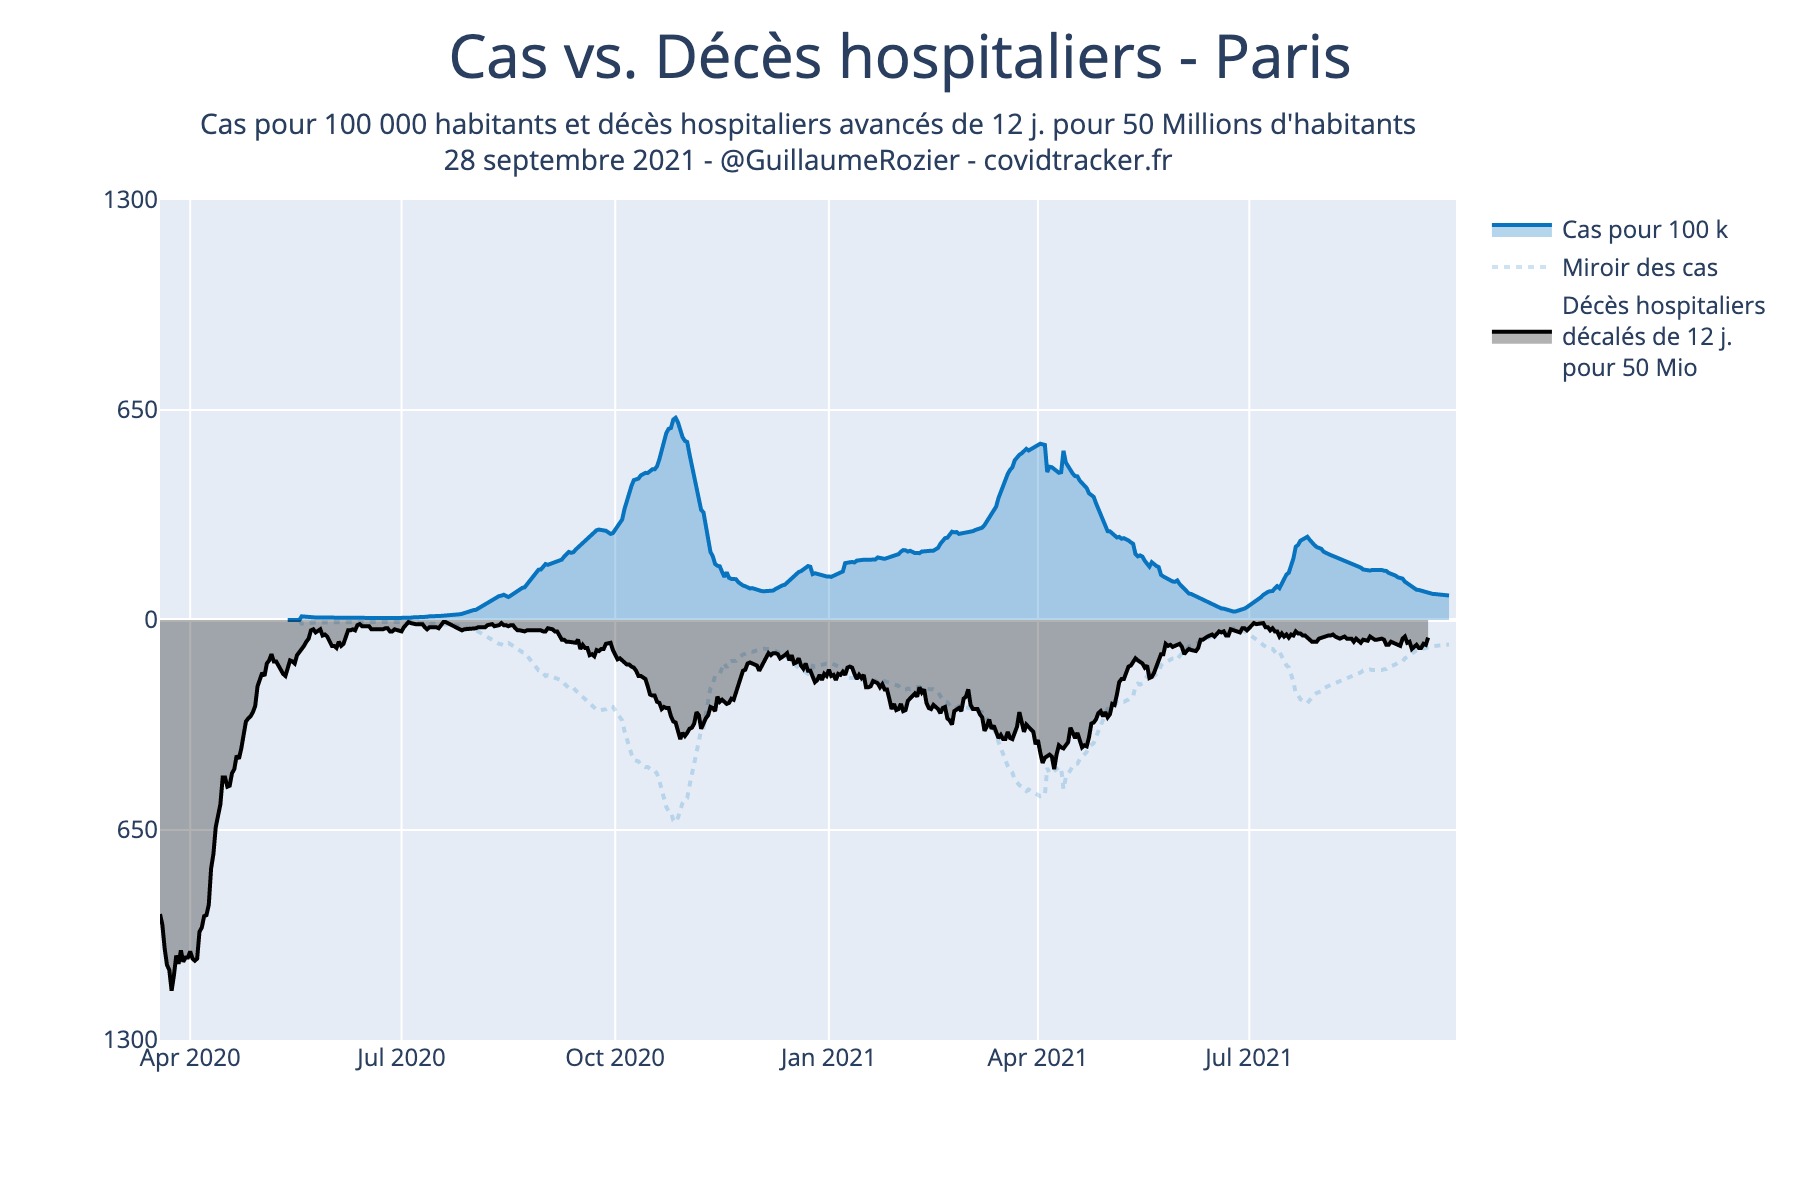 Cas vs. Décès hospitaliers - Paris
Cas pour 100 000 habitants et décès hospitaliers avancés de 12 j. pour 50 Millions d'habitants
28 septembre 2021 - @GuillaumeRozier - covidtracker.fr
1300
650
0
650
1300
Apr 2020
Jul 2020
Oct 2020
Jan 2021
Apr 2021
Jul 2021
Cas pour 100 k
Miroir des cas
Décès hospitaliers
décalés de 12 j.
pour 50 Mio